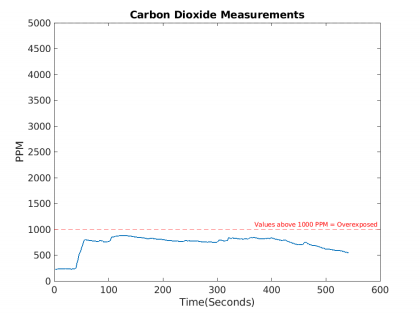 Carbon Dioxide Measurements
5000
4500
4000
3500
3000
2500
2000
1500
1000
500
0
PPM
Values above 1000 PPM = Overexposed
0 100 200 300 400 500 600
Time(Seconds)